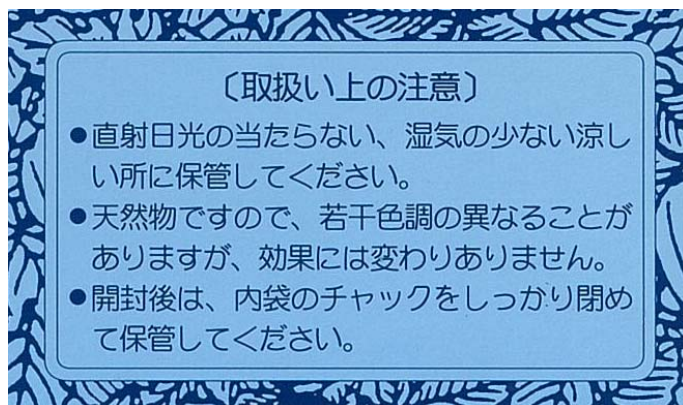 〔取扱い上の注意〕
●直射日光の当たらない、湿気の少ない涼し
い所に保管してください。
●天然物ですので、若干色調の異なることが
ありますが、効果には変わりありません。
●開封後は、内袋のチャックをしっかり閉め
て保管してください。